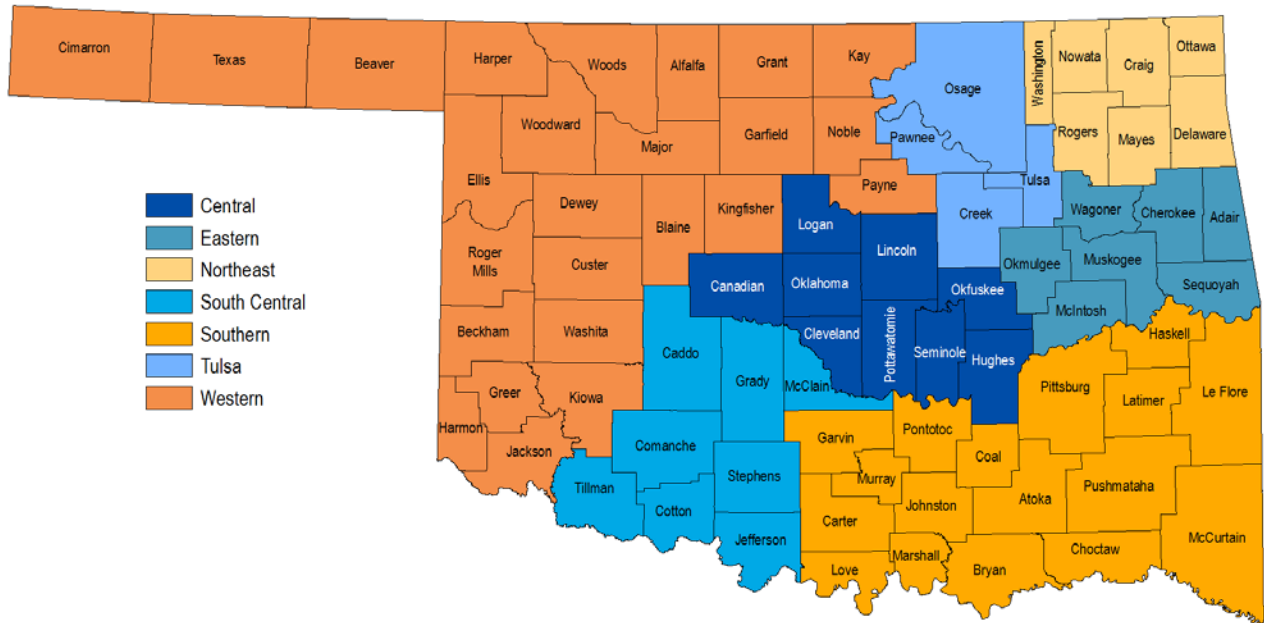 Cimarron
Texas
Beaver
Harper
Woods
Alfalfa
Grant
Kay
Osage
Washington
Nowata
Craig
Ottawa
Woodward
Major
Garfield
Noble
Pawnee
Rogers
Mayes
Delaware
Ellis
Dewey
Blaine
Kingfisher
Logan
Payne
Lincoln
Creek
Tulsa
Wagoner
Cherokee
Adair
Central
Eastern
Northeast
South Central
Southern
Tulsa
Western
Roger
Mills
Custer
Canadian
Oklahoma
Okfuskee
Okmulgee
Muskogee
Sequoyah
McIntosh
Beckham
Washita
Caddo
Grady
McClain
Cleveland
Pottawatomie
Seminole
Hughes
Haskell
Pittsburg
Latimer
Le Flore
Greer
Kiowa
Harmon
Jackson
Comanche
Garvin
Pontotoc
Coal
Tillman
Cotton
Stephens
Murray
Johnston
Atoka
Pushmataha
Jefferson
Carter
Love
Marshall
Bryan
Choctaw
McCurtain